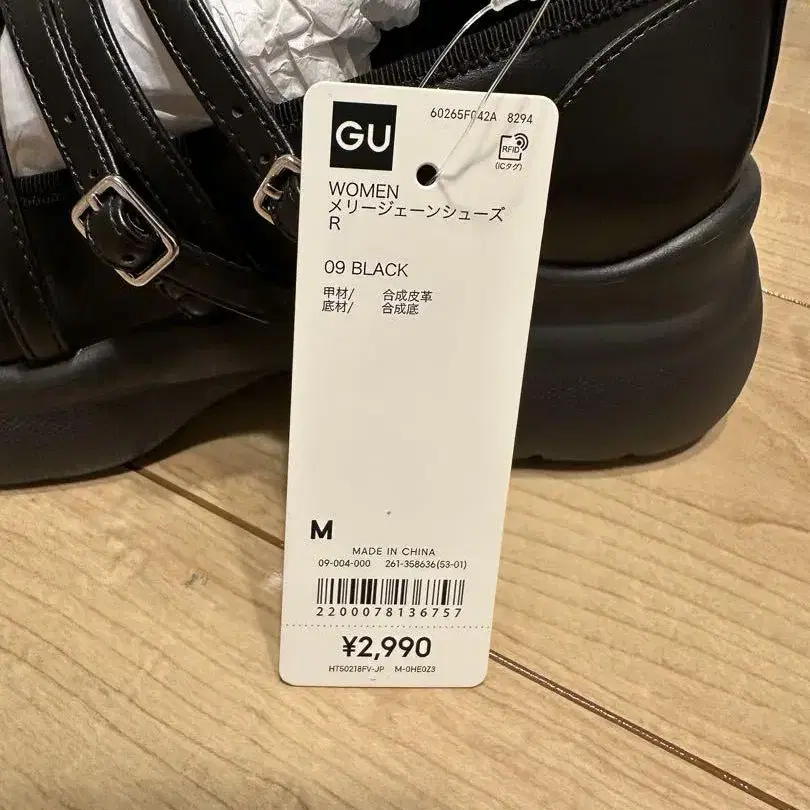 GU
60265F042A 8294
RFID
(ICタグ)
WOMEN
メリージェーンシューズ
R
09 BLACK
甲材/ 合成皮革
底材/ 合成底
M
MADE IN CHINA
09-004-000 261-358636(53-01)
2200078136757
¥2,990
HT50218FV-JP M-0HE0Z3